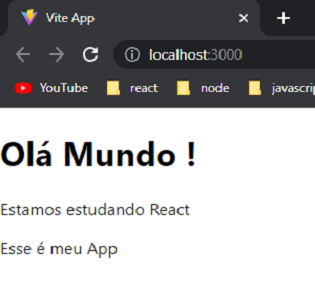 Vite App
localhost:3000
YouTube react node javascrip
Olá Mundo !
Estamos estudando React
Esse é meu App